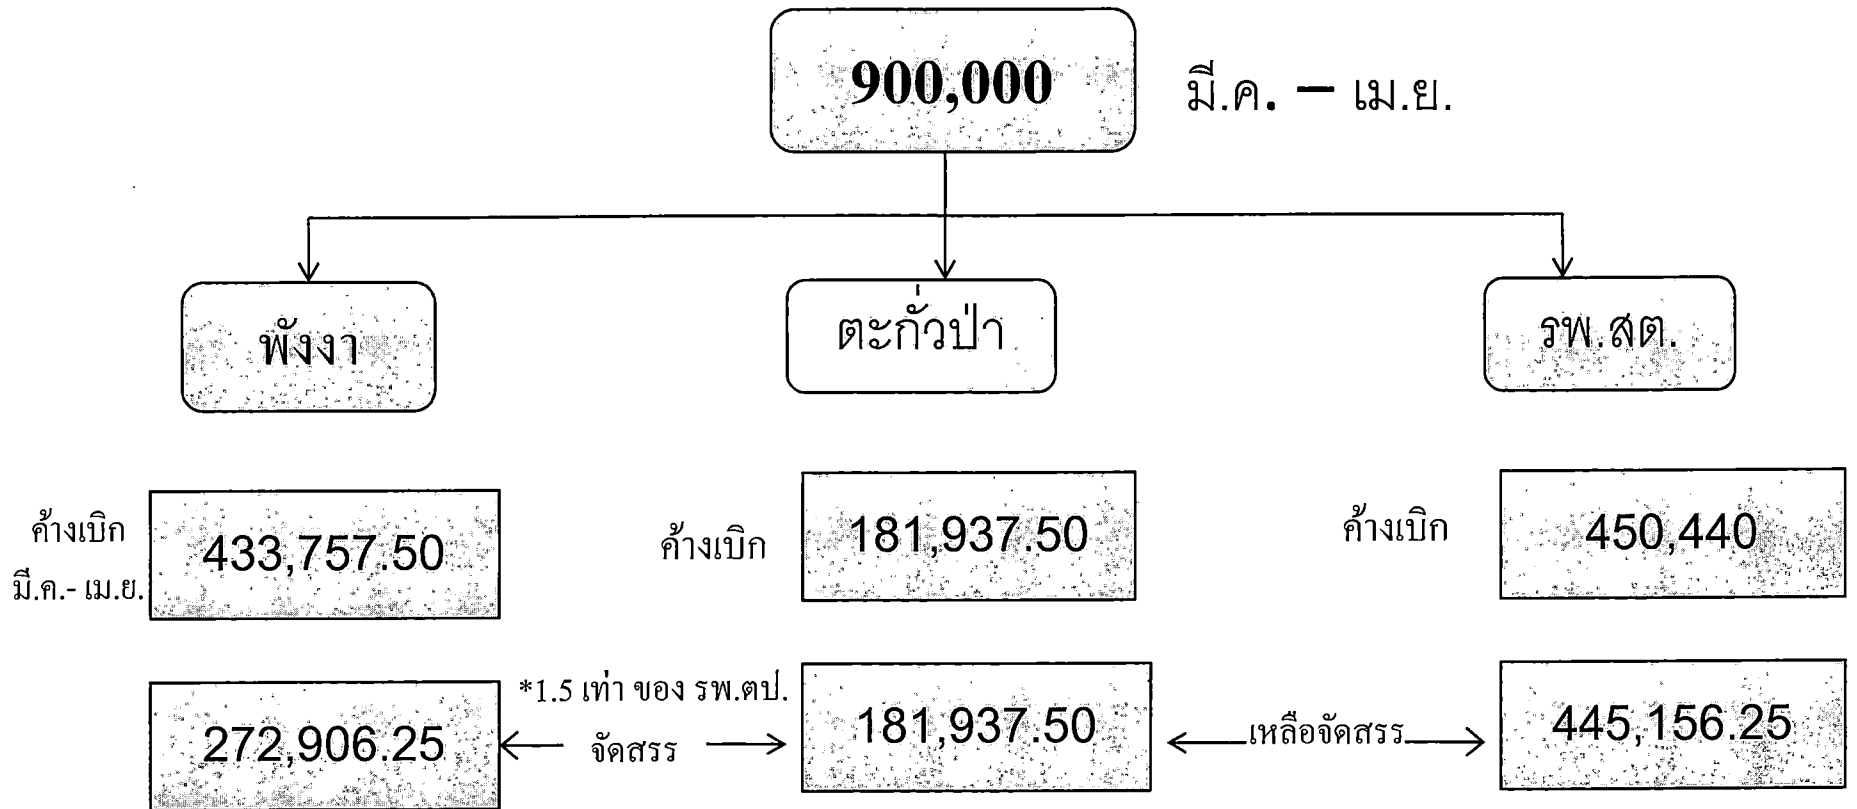 900,000
มี.ค. – เม.ย.
พังงา
ตะกั่วป่า
รพ.สต.
ค้างเบิก
มี.ค.- เม.ย.
433,757.50
ค้างเบิก
181,937.50
ค้างเบิก
450,440
272,906.25
*1.5 เท่า ของ รพ.ตป.
จัดสรร
181,937.50
เหลือจัดสรร
445,156.25